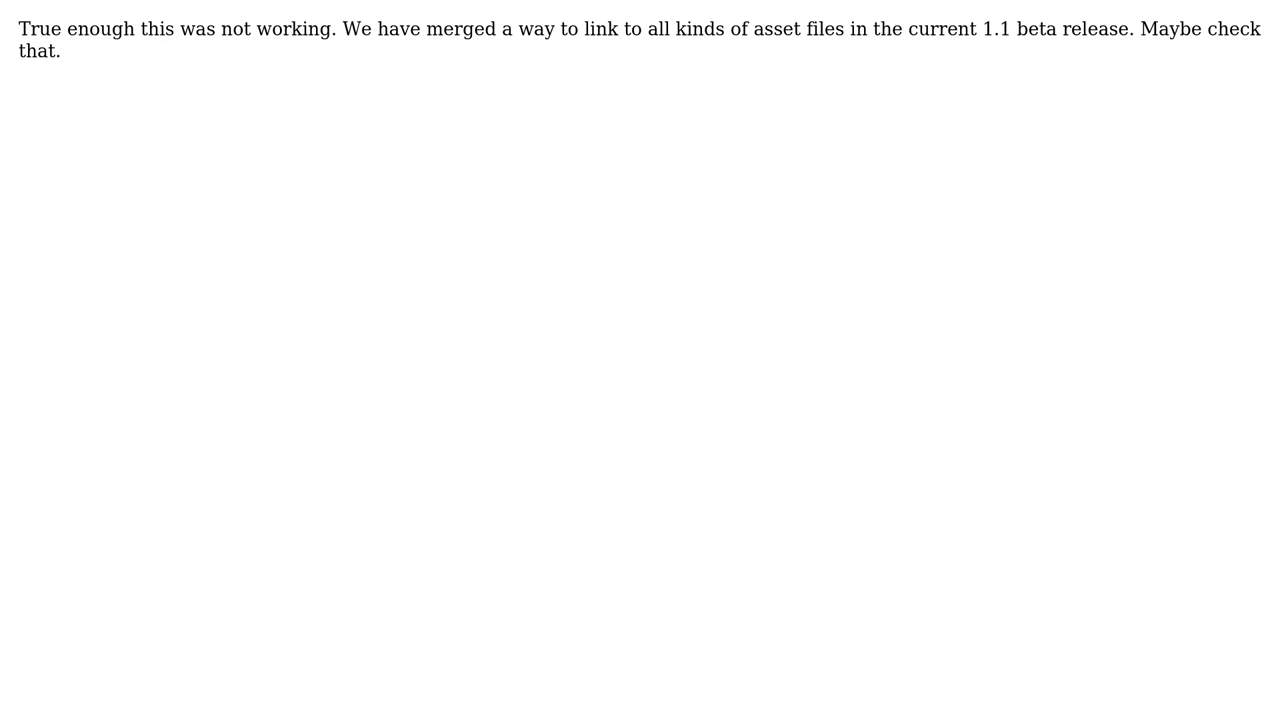 True enough this was not working. We have merged a way to link to all kinds of asset files in the current 1.1 beta release. Maybe check
that.